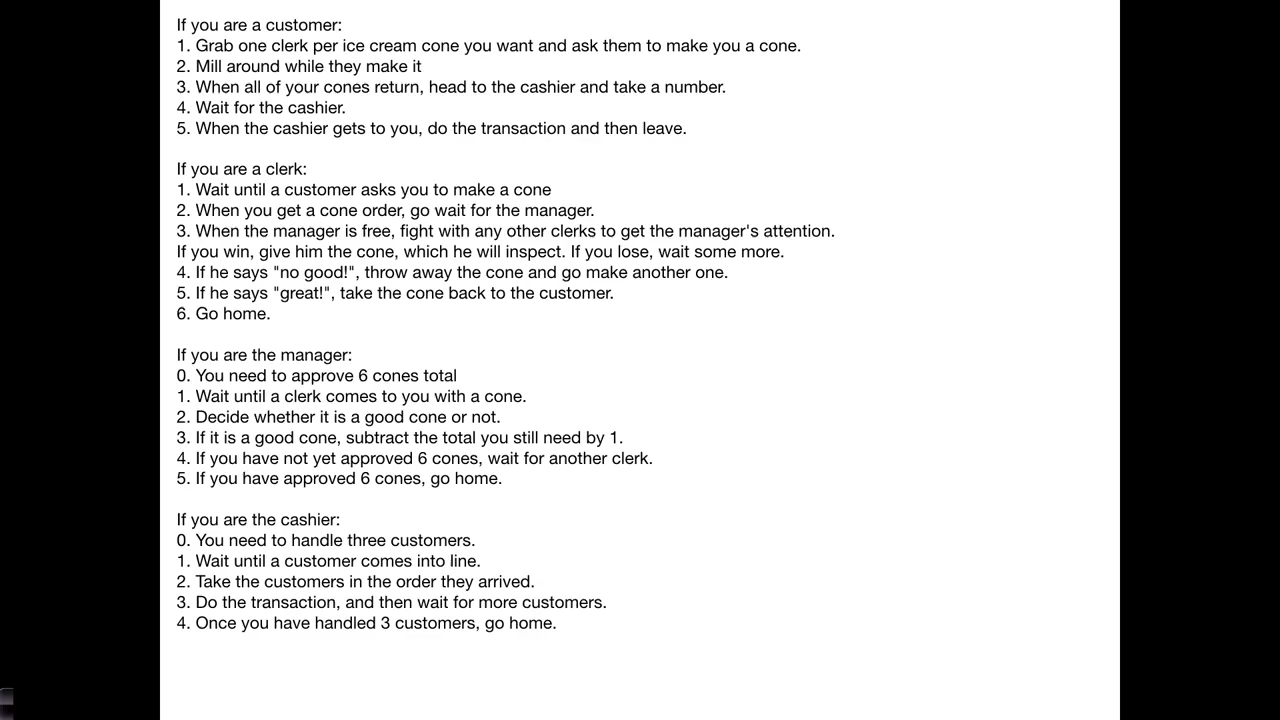 If you are a customer:
1. Grab one clerk per ice cream cone you want and ask them to make you a cone.
2. Mill around while they make it
3. When all of your cones return, head to the cashier and take a number.
4. Wait for the cashier.
5. When the cashier gets to you, do the transaction and then leave.
If you are a clerk:
1. Wait until a customer asks you to make a cone
2. When you get a cone order, go wait for the manager.
3. When the manager is free, fight with any other clerks to get the manager's attention.
If you win, give him the cone, which he will inspect. If you lose, wait some more.
4. If he says "no good!", throw away the cone and go make another one.
5. If he says "great!", take the cone back to the customer.
6. Go home.
If you are the manager:
0. You need to approve 6 cones total
1. Wait until a clerk comes to you with a cone.
2. Decide whether it is a good cone or not.
3. If it is a good cone, subtract the total you still need by 1.
4. If you have not yet approved 6 cones, wait for another clerk.
5. If you have approved 6 cones, go home.
If you are the cashier:
0. You need to handle three customers.
1. Wait until a customer comes into line.
2. Take the customers in the order they arrived.
3. Do the transaction, and then wait for more customers.
4. Once you have handled 3 customers, go home.